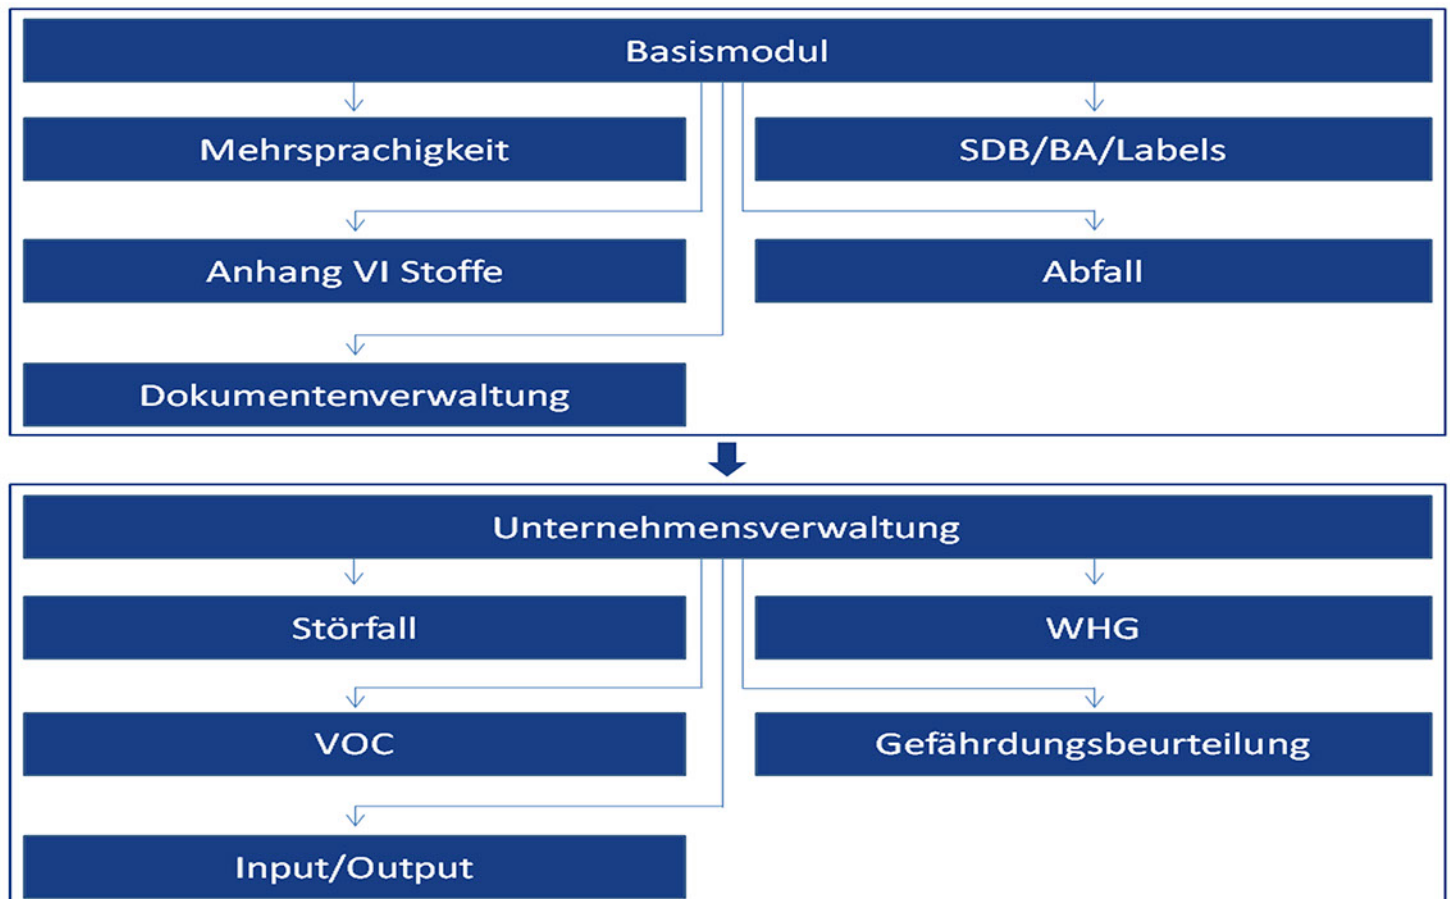 Basismodul
Mehrsprachigkeit
SDB/BA/Labels
Anhang VI Stoffe
Abfall
Dokumentenverwaltung
Unternehmensverwaltung
Störfall
WHG
VOC
Gefährdungsbeurteilung
Input/Output